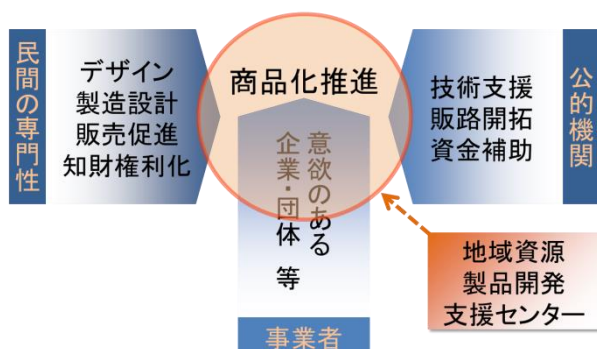 民間の専門性
デザイン
製造設計
販売促進
知財権利化
商品化推進
技術支援
販路開拓
資金補助
公的機関
意欲のある
企業・団体 等
事業者
地域資源
製品開発
支援センター